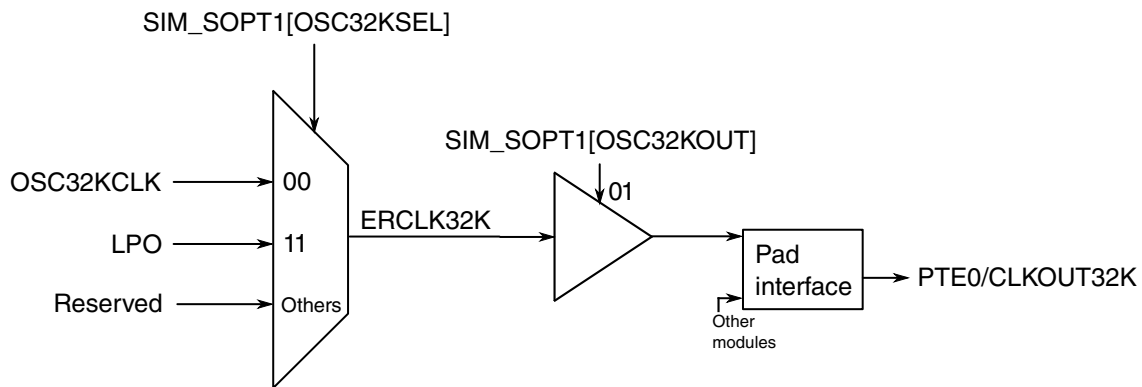 SIM_SOPT1[OSC32KSEL]
SIM_SOPT1[OSC32KOUT]
OSC32KCLK
00
01
ERCLK32K
LPO
11
Pad
interface
PTE0/CLKOUT32K
Reserved
Others
Other
modules